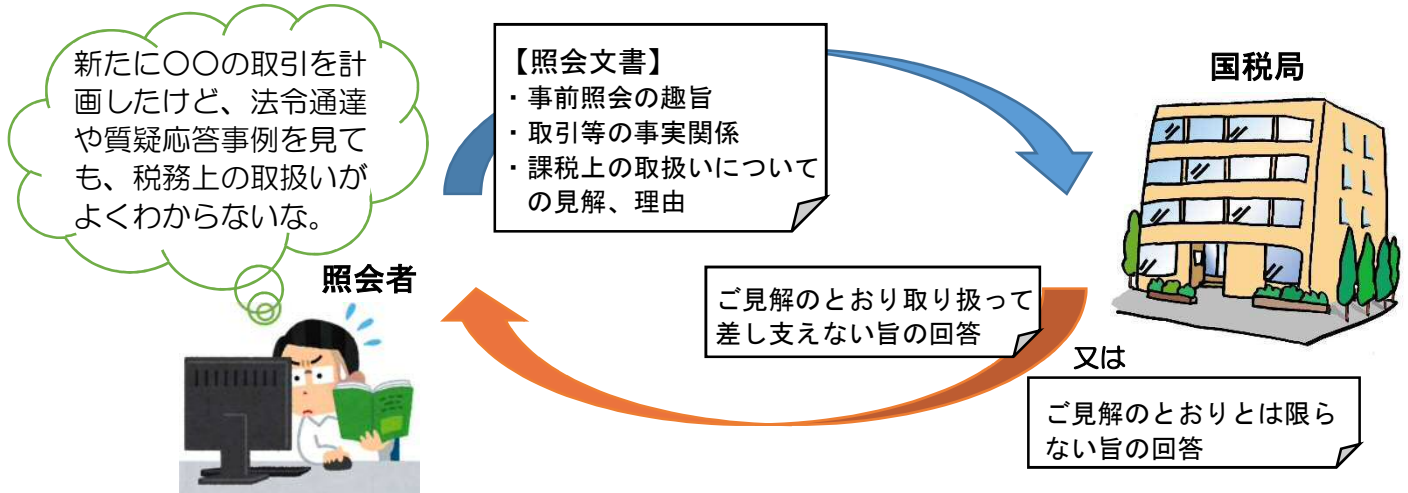 新たに〇〇の取引を計
画したけど、法令通達
や質疑応答事例を見て
も、税務上の取扱いが
よくわからないな。
照会者
【照会文書】
・事前照会の趣旨
・取引等の事実関係
・課税上の取扱いについて
の見解、理由
国税局
ご見解のとおり取り扱って
差し支えない旨の回答
又は
ご見解のとおりとは限ら
ない旨の回答